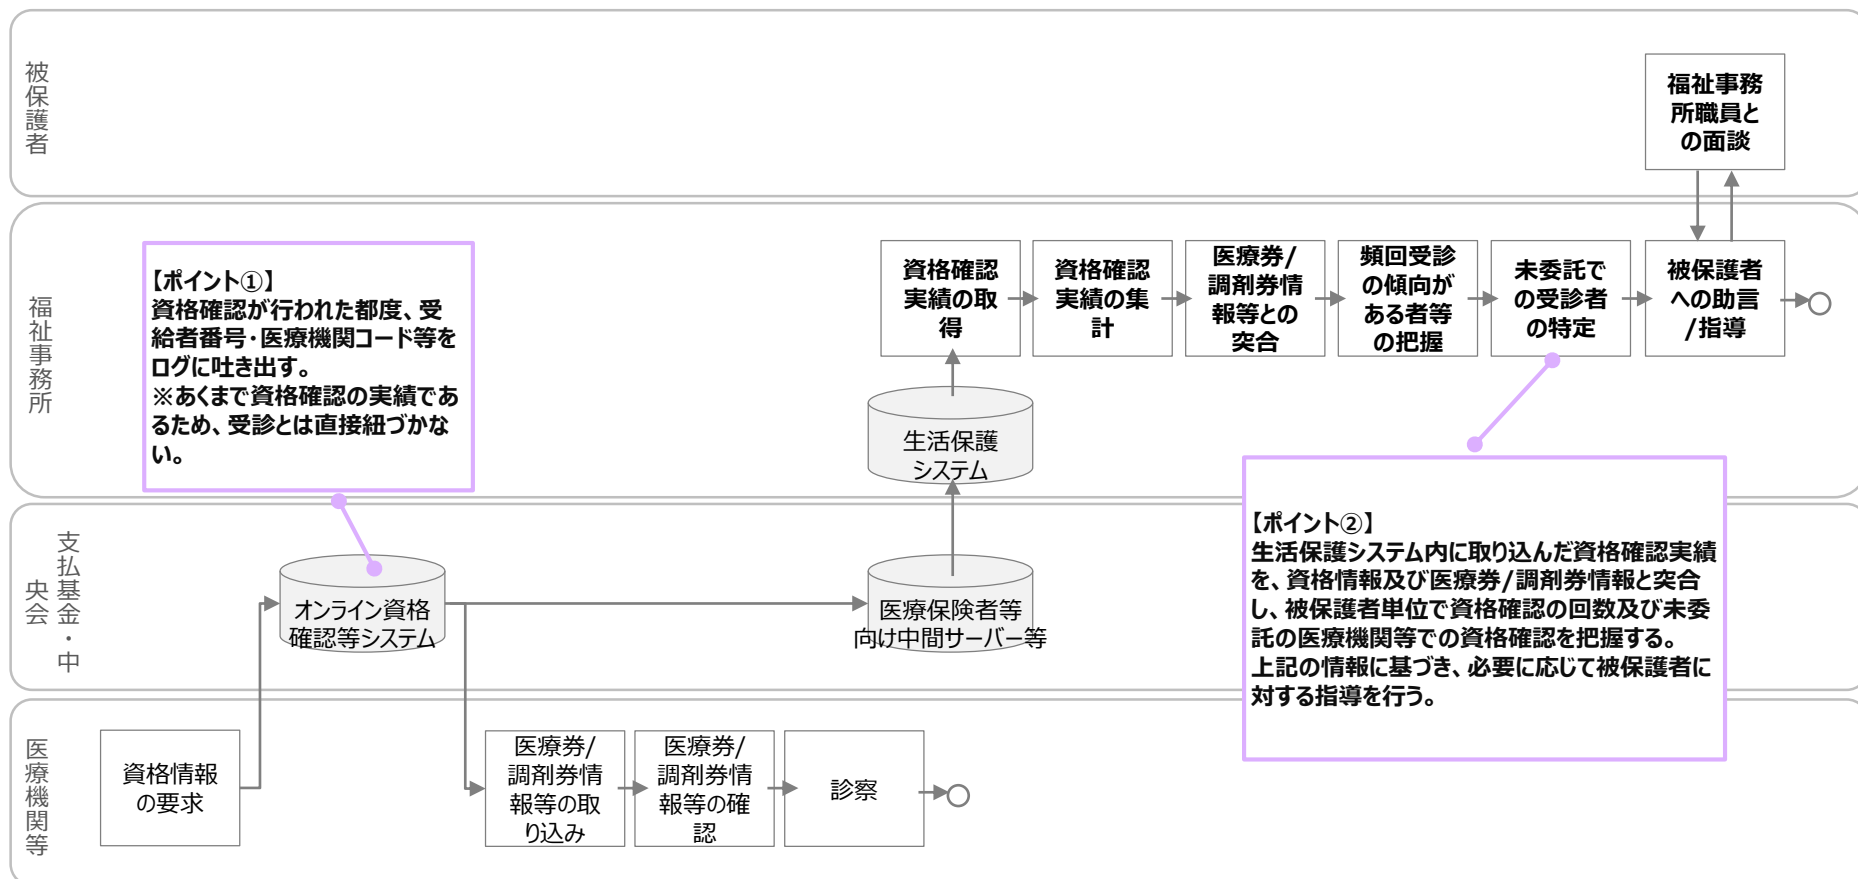 被保護者
福祉事務
所職員と
の面談
福祉事務所
【ポイント①】
資格確認が行われた都度、受
給者番号・医療機関コード等を
ログに吐き出す。
※あくまで資格確認の実績であ
るため、受診とは直接紐づかな
い。
資格確認
実績の取
得
資格確認
実績の集
計
医療券/
調剤券情
報等との
突合
頻回受診
の傾向が
ある者等
の把握
未委託で
の受診者
の特定
被保護者
への助言
/指導
生活保護
システム
支払基金・中
央会
オンライン資格
確認等システム
医療保険者等
向け中間サーバー等
【ポイント②】
生活保護システム内に取り込んだ資格確認実績
を、資格情報及び医療券/調剤券情報と突合
し、被保護者単位で資格確認の回数及び未委
託の医療機関等での資格確認を把握する。
上記の情報に基づき、必要に応じて被保護者に
対する指導を行う。
医療機関等
資格情報
の要求
医療券/
調剤券情
報等の取
り込み
医療券/
調剤券情
報等の確
認
診察